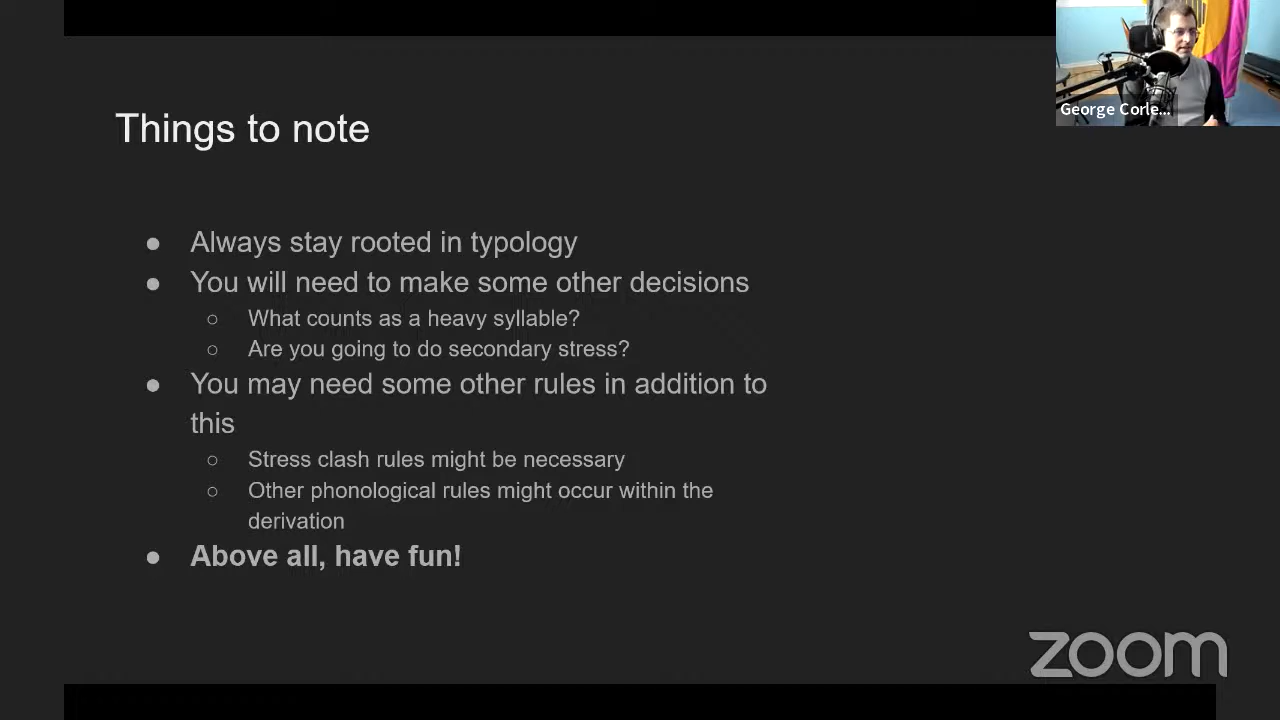 George Corle...
Things to note
● Always stay rooted in typology
● You will need to make some other decisions
○ What counts as a heavy syllable?
○ Are you going to do secondary stress?
● You may need some other rules in addition to
this
○ Stress clash rules might be necessary
○ Other phonological rules might occur within the
derivation
● Above all, have fun!
zoom